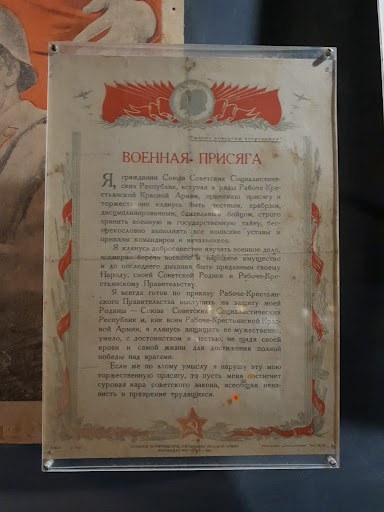 ВОЕННАЯ ПРИСЯГА
Я, гражданин Союза Советских Социалистиче-
ских Республик, вступая в ряды Рабоче-Кре-
стьянской Красной Армии, принимаю присягу и
торжественно клянусь быть честным, храбрым,
дисциплинированным, бдительным бойцом, строго
хранить военную и государственную тайну, бес-
прекословно выполнять все воинские уставы и
приказы командиров и начальников.
Я клянусь добросовестно изучать военное дело,
всемерно беречь военное и народное имущество
и до последнего дыхания быть преданным своему
Народу, своей Советской Родине и Рабоче-Кре-
стьянскому Правительству.
Я всегда готов по приказу Рабоче-Крестьян-
ского Правительства выступить на защиту моей
Родины — Союза Советских Социалистических
Республик и, как воин Рабоче-Крестьянской Крас-
ной Армии, я клянусь защищать ее мужественно,
умело, с достоинством и честью, не щадя своей
крови и самой жизни для достижения полной
победы над врагами.
Если же по злому умыслу я нарушу эту мою
торжественную присягу, то пусть меня постигнет
суровая кара советского закона, всеобщая нена-
висть и презрение трудящихся.